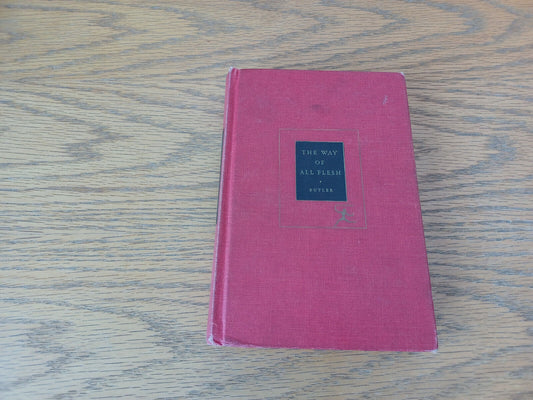 THE WAY
OF
ALL FLESH
BUTLER